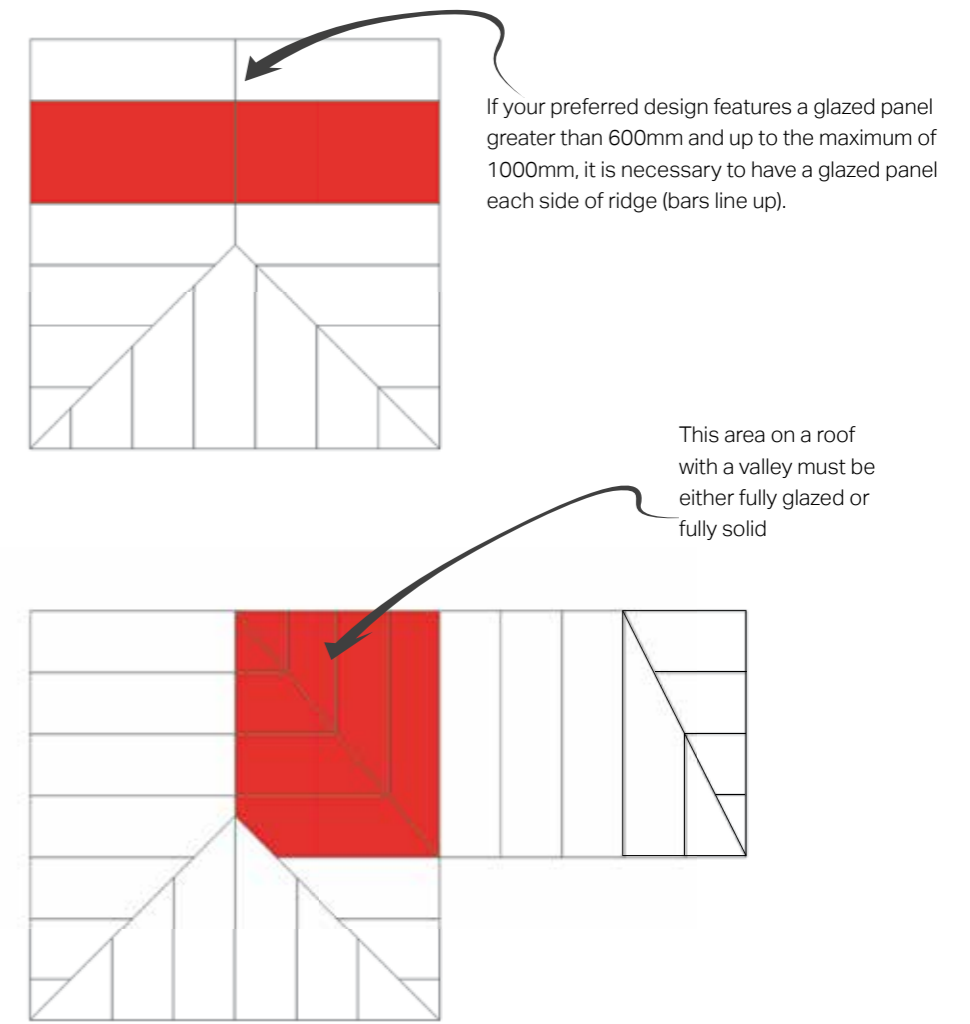 If your preferred design features a glazed panel
greater than 600mm and up to the maximum of
1000mm, it is necessary to have a glazed panel
each side of ridge (bars line up).
This area on a roof
with a valley must be
either fully glazed or
fully solid